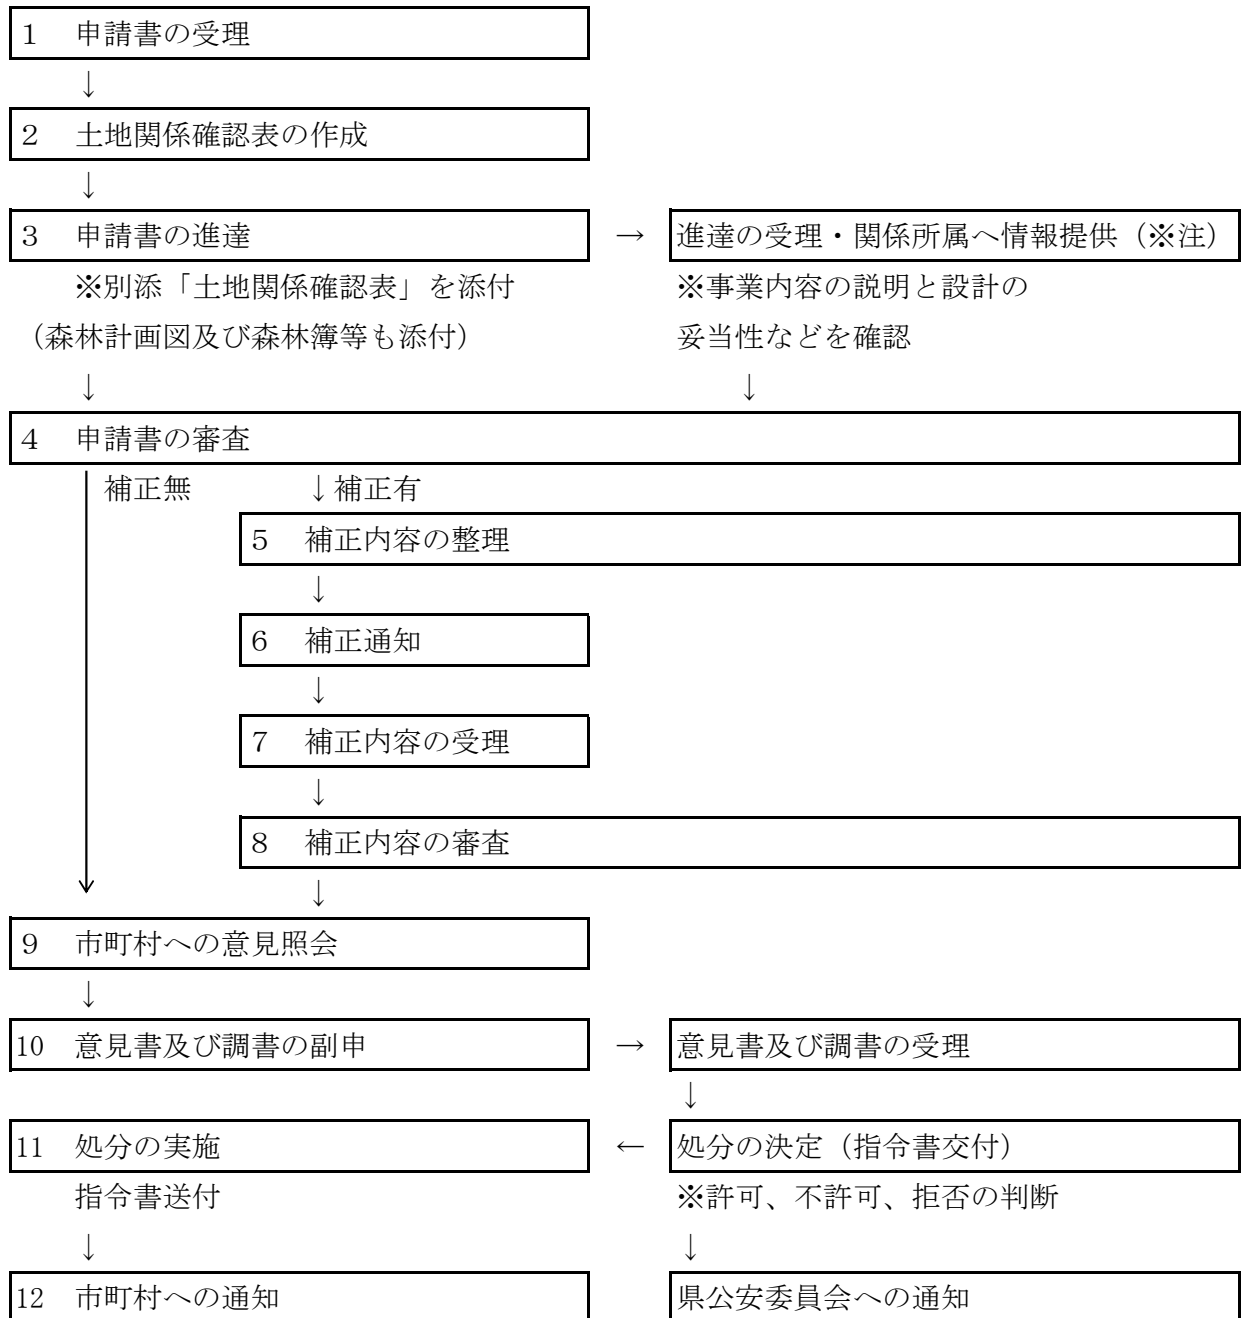 １　申請書の受理
↓
２　土地関係確認表の作成
↓
３　申請書の進達　→　進達の受理・関係所属へ情報提供（※注）
※別添「土地関係確認表」を添付　※事業内容の説明と設計の
（森林計画図及び森林簿等も添付）　妥当性などを確認
↓　↓
４　申請書の審査
補正無　↓補正有
５　補正内容の整理
↓
６　補正通知
↓
７　補正内容の受理
↓
８　補正内容の審査
↓
９　市町村への意見照会
↓
10　意見書及び調書の副申　→　意見書及び調書の受理
↓
11　処分の実施　←　処分の決定（指令書交付）
指令書送付　※許可、不許可、拒否の判断
↓　↓
12　市町村への通知　県公安委員会への通知